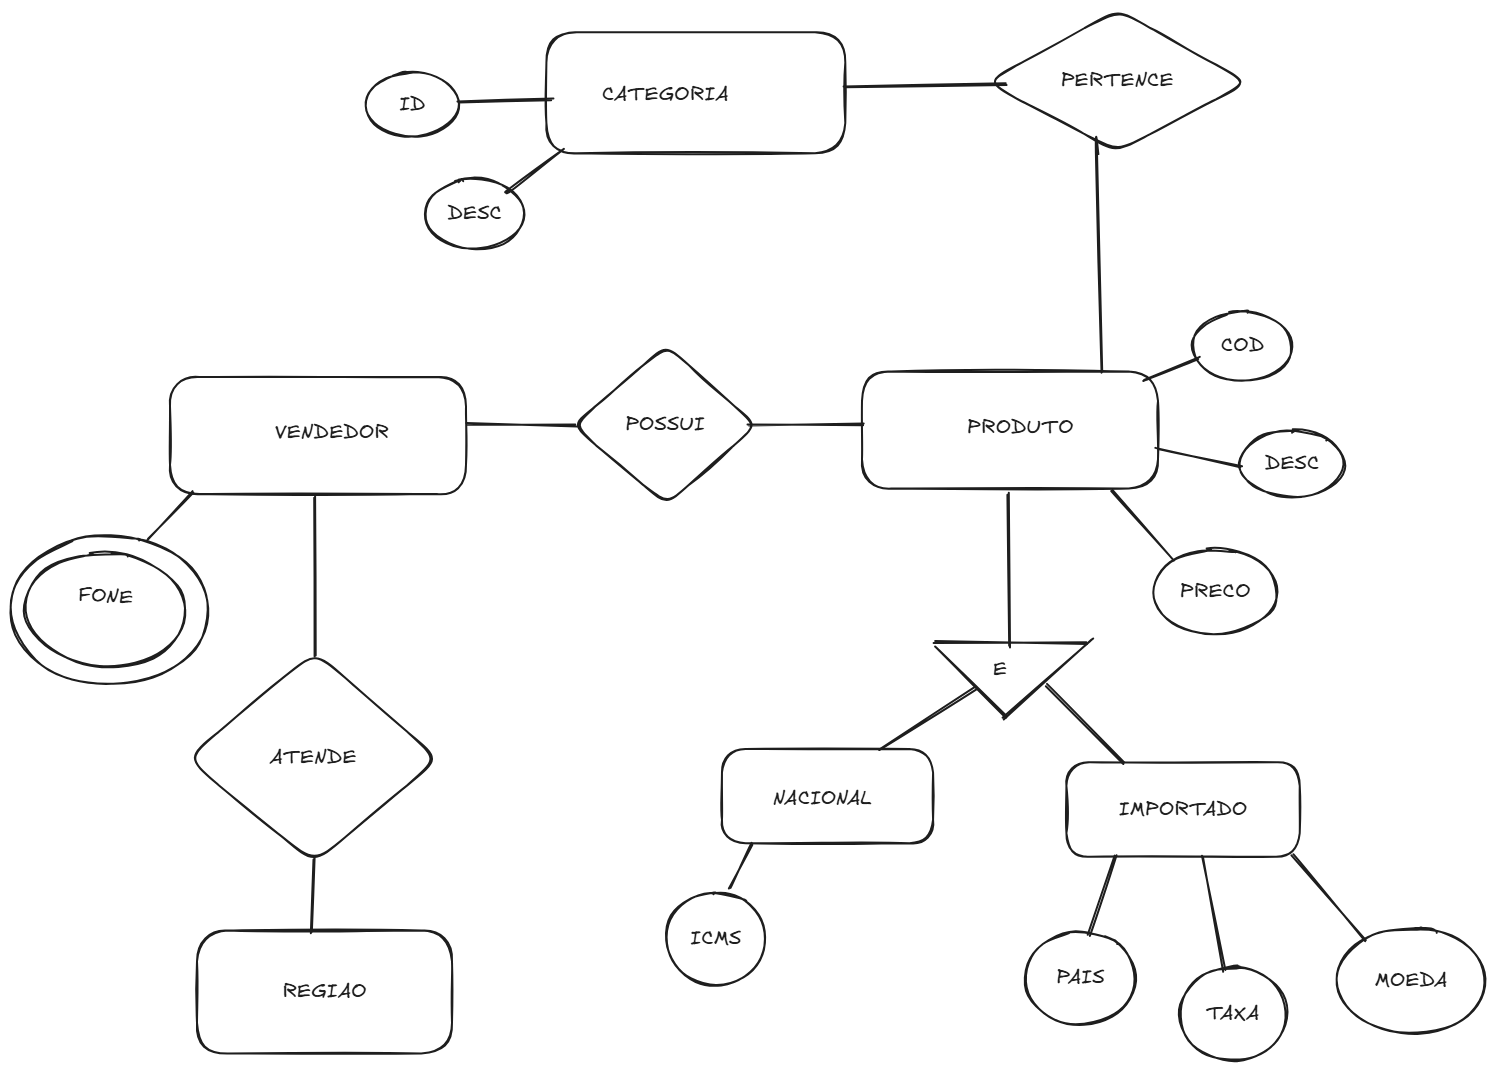 PERTENCE
CATEGORIA
ID
DESC
COD
POSSUI
PRODUTO
VENDEDOR
DESC
PRECO
FONE
E
ATENDE
NACIONAL
IMPORTADO
ICMS
PAIS
MOEDA
REGIAO
TAXA